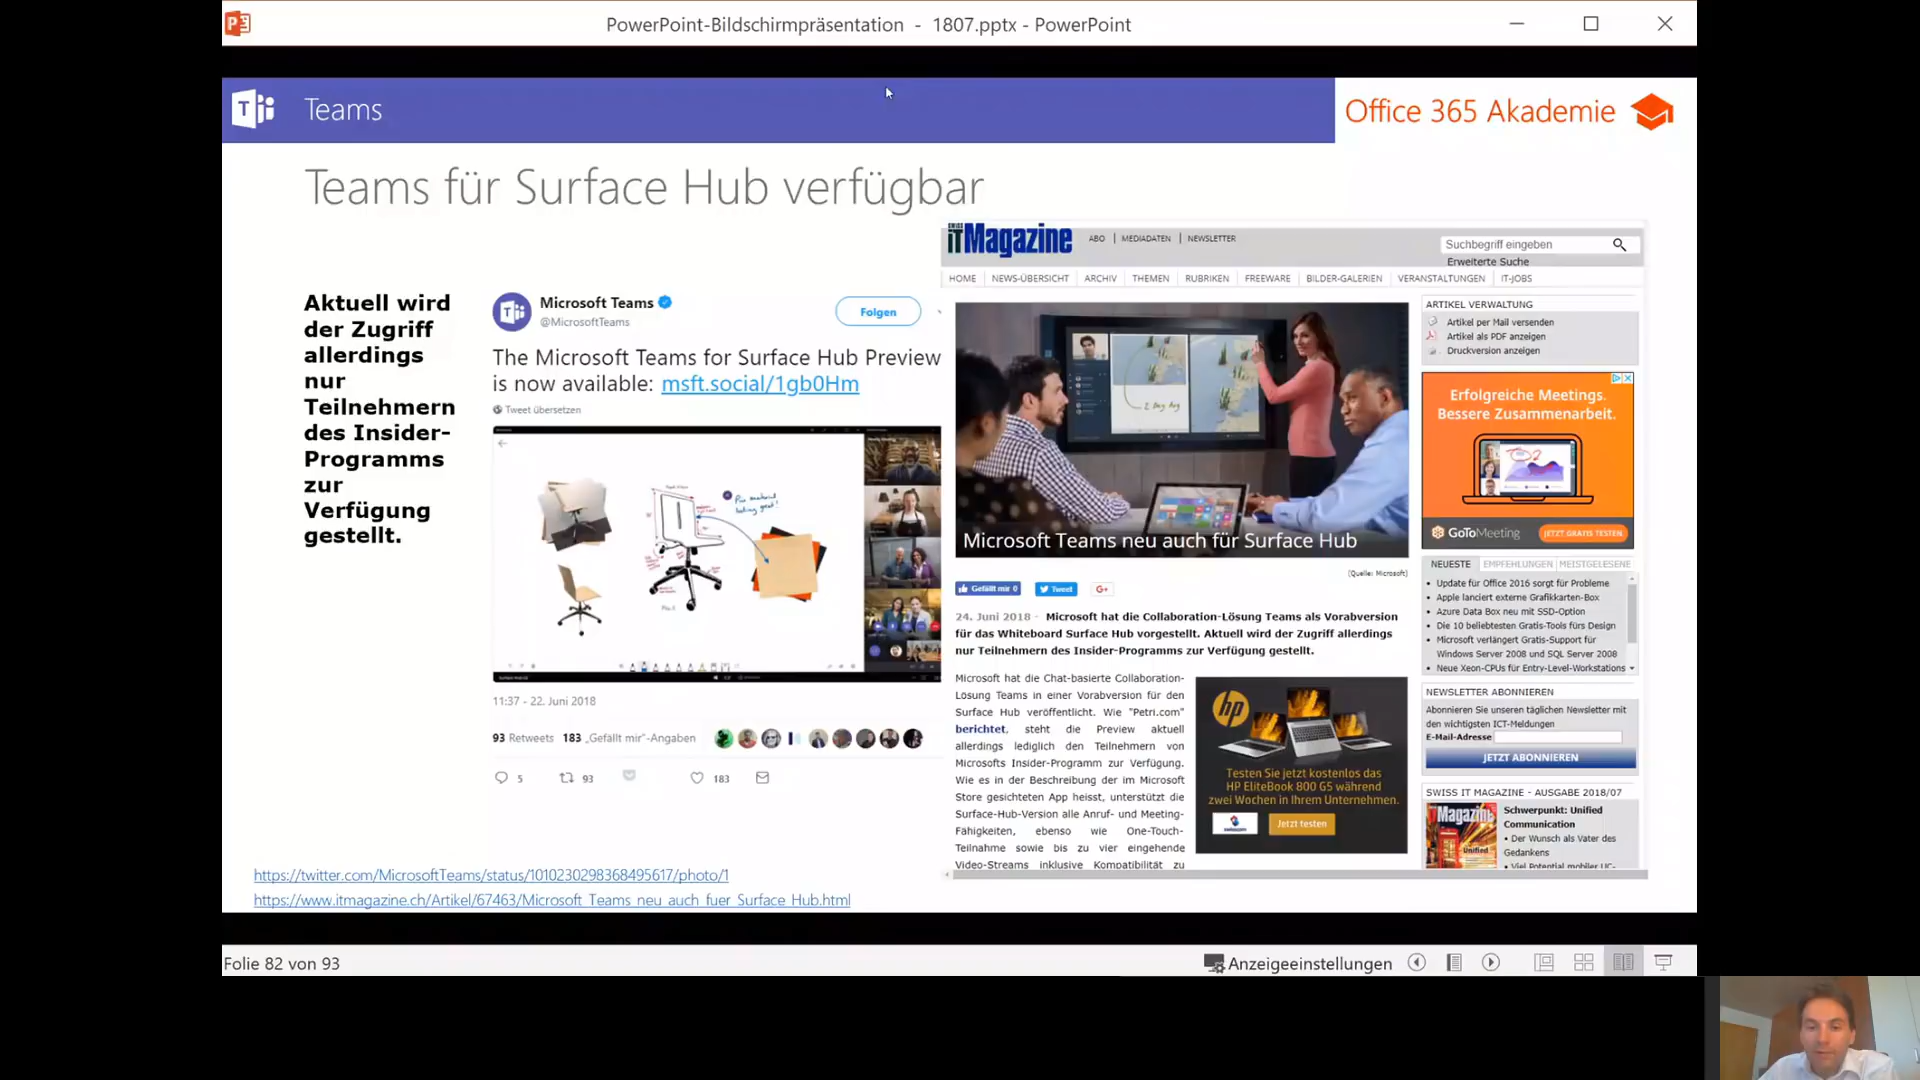 PowerPoint-Bildschirmpräsentation - 1807.pptx - PowerPoint
Teams
Office 365 Akademie
Teams für Surface Hub verfügbar
Aktuell wird
der Zugriff
allerdings
nur
Teilnehmern
des Insider-
Programms
zur
Verfügung
gestellt.
Microsoft Teams
@MicrosoftTeams
Folgen
The Microsoft Teams for Surface Hub Preview
is now available: msft.social/1gb0Hm
Tweet übersetzen
11:37 - 22. Juni 2018
93 Retweets 183 „Gefällt mir“-Angaben
5 93 183
SWISS
iTMagazine
ABO | MEDIADATEN | NEWSLETTER
Suchbegriff eingeben
Erweiterte Suche
HOME NEWS-ÜBERSICHT ARCHIV THEMEN RUBRIKEN FREEWARE BILDER-GALERIEN VERANSTALTUNGEN IT-JOBS
Microsoft Teams neu auch für Surface Hub
(Quelle: Microsoft)
Gefällt mir 0 Tweet G+
24. Juni 2018 - Microsoft hat die Collaboration-Lösung Teams als Vorabversion
für das Whiteboard Surface Hub vorgestellt. Aktuell wird der Zugriff allerdings
nur Teilnehmern des Insider-Programms zur Verfügung gestellt.
Microsoft hat die Chat-basierte Collaboration-
Lösung Teams in einer Vorabversion für den
Surface Hub veröffentlicht. Wie "Petri.com"
berichtet, steht die Preview aktuell
allerdings lediglich den Teilnehmern von
Microsofts Insider-Programm zur Verfügung.
Wie es in der Beschreibung der im Microsoft
Store gesichteten App heisst, unterstützt die
Surface-Hub-Version alle Anruf- und Meeting-
Fähigkeiten, ebenso wie One-Touch-
Teilnahme sowie bis zu vier eingehende
Video-Streams inklusive Kompatibilität zu
hp
Testen Sie jetzt kostenlos das
HP EliteBook 800 G5 während
zwei Wochen in Ihrem Unternehmen.
swisscom
Jetzt testen
ARTIKEL VERWALTUNG
Artikel per Mail versenden
Artikel als PDF anzeigen
Druckversion anzeigen
Erfolgreiche Meetings.
Bessere Zusammenarbeit.
GoToMeeting JETZT GRATIS TESTEN
NEUESTE EMPFEHLUNGEN MEISTGELESENE
• Update für Office 2016 sorgt für Probleme
• Apple lanciert externe Grafikkarten-Box
• Azure Data Box neu mit SSD-Option
• Die 10 beliebtesten Gratis-Tools fürs Design
• Microsoft verlängert Gratis-Support für
Windows Server 2008 und SQL Server 2008
• Neue Xeon-CPUs für Entry-Level-Workstations
NEWSLETTER ABONNIEREN
Abonnieren Sie unseren täglichen Newsletter mit
den wichtigsten ICT-Meldungen
E-Mail-Adresse
JETZT ABONNIEREN
SWISS IT MAGAZINE - AUSGABE 2018/07
Schwerpunkt: Unified
Communication
• Der Wunsch als Vater des
Gedankens
• Viel Potential mobiler UC-
https://twitter.com/MicrosoftTeams/status/1010230298368495617/photo/1
https://www.itmagazine.ch/Artikel/67463/Microsoft_Teams_neu_auch_fuer_Surface_Hub.html
Folie 82 von 93
Anzeigeeinstellungen